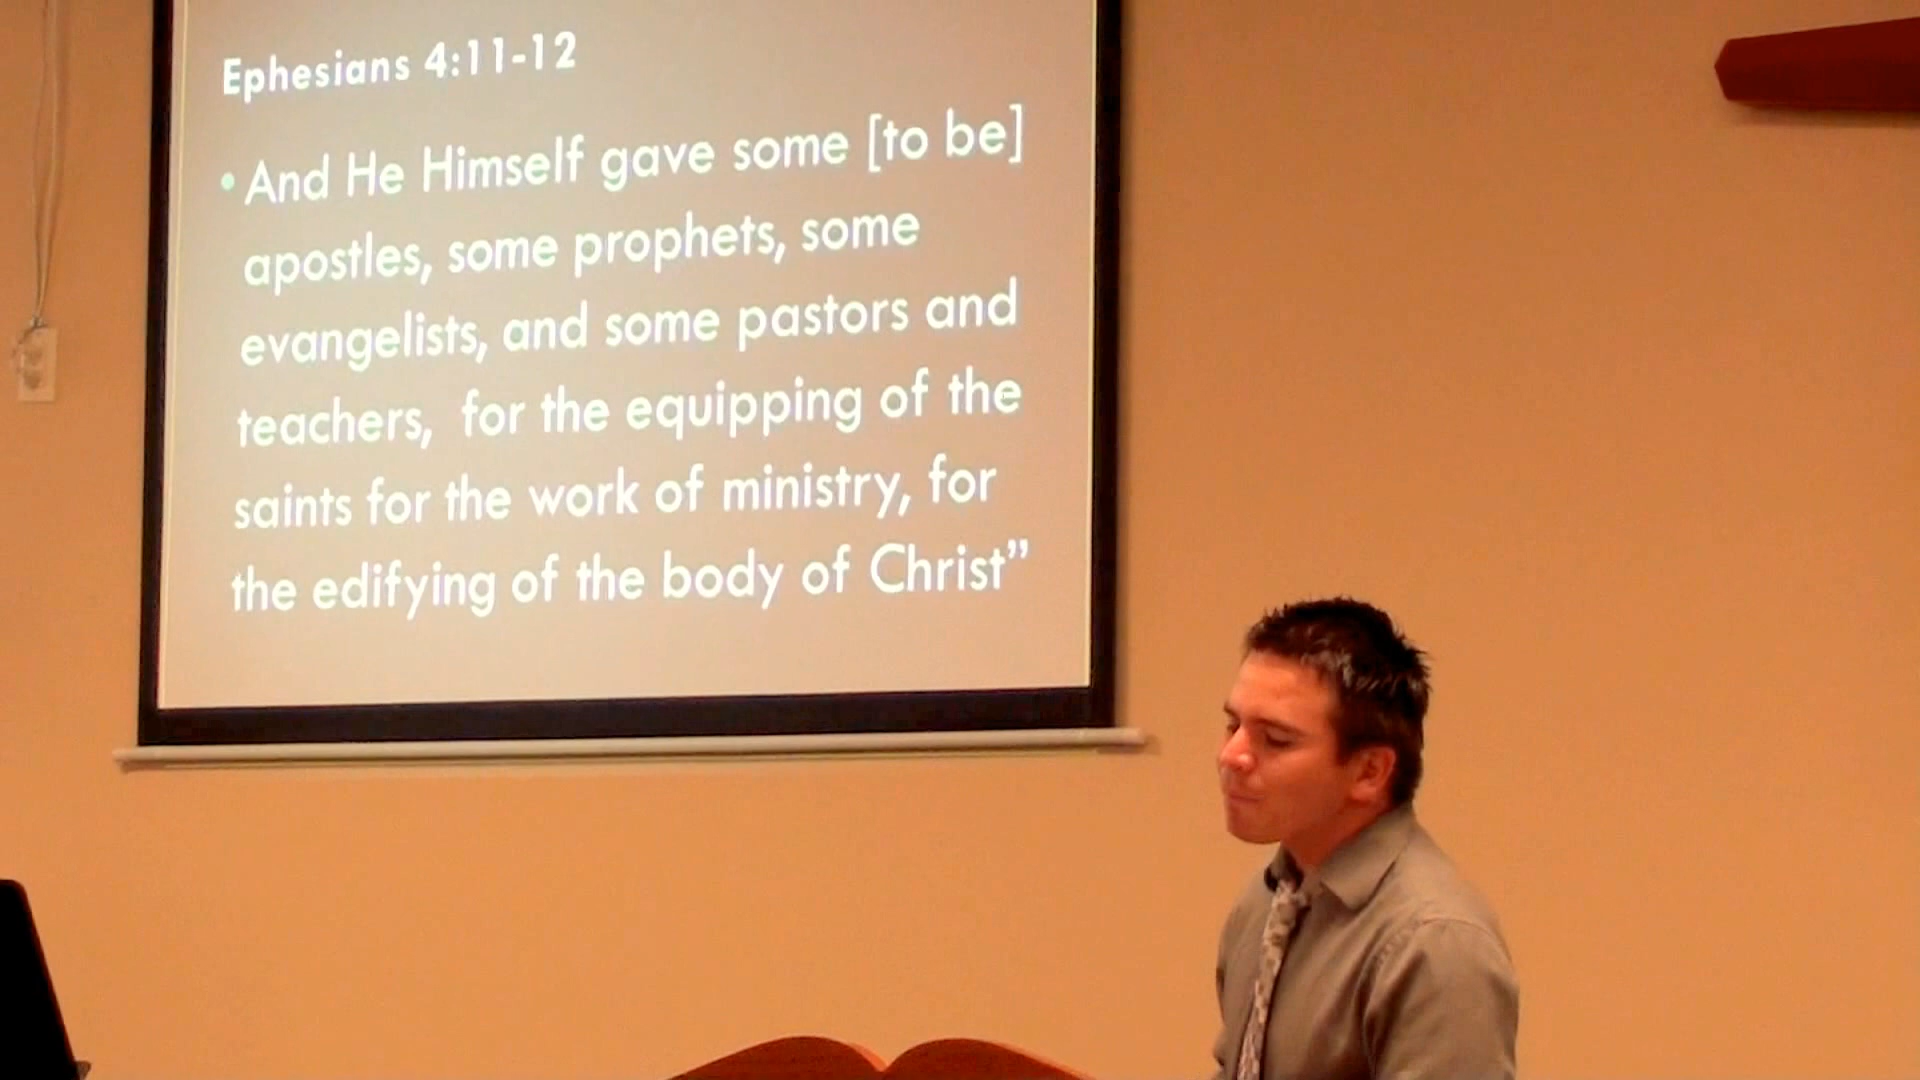 Ephesians 4:11-12
• And He Himself gave some [to be]
apostles, some prophets, some
evangelists, and some pastors and
teachers, for the equipping of the
saints for the work of ministry, for
the edifying of the body of Christ”